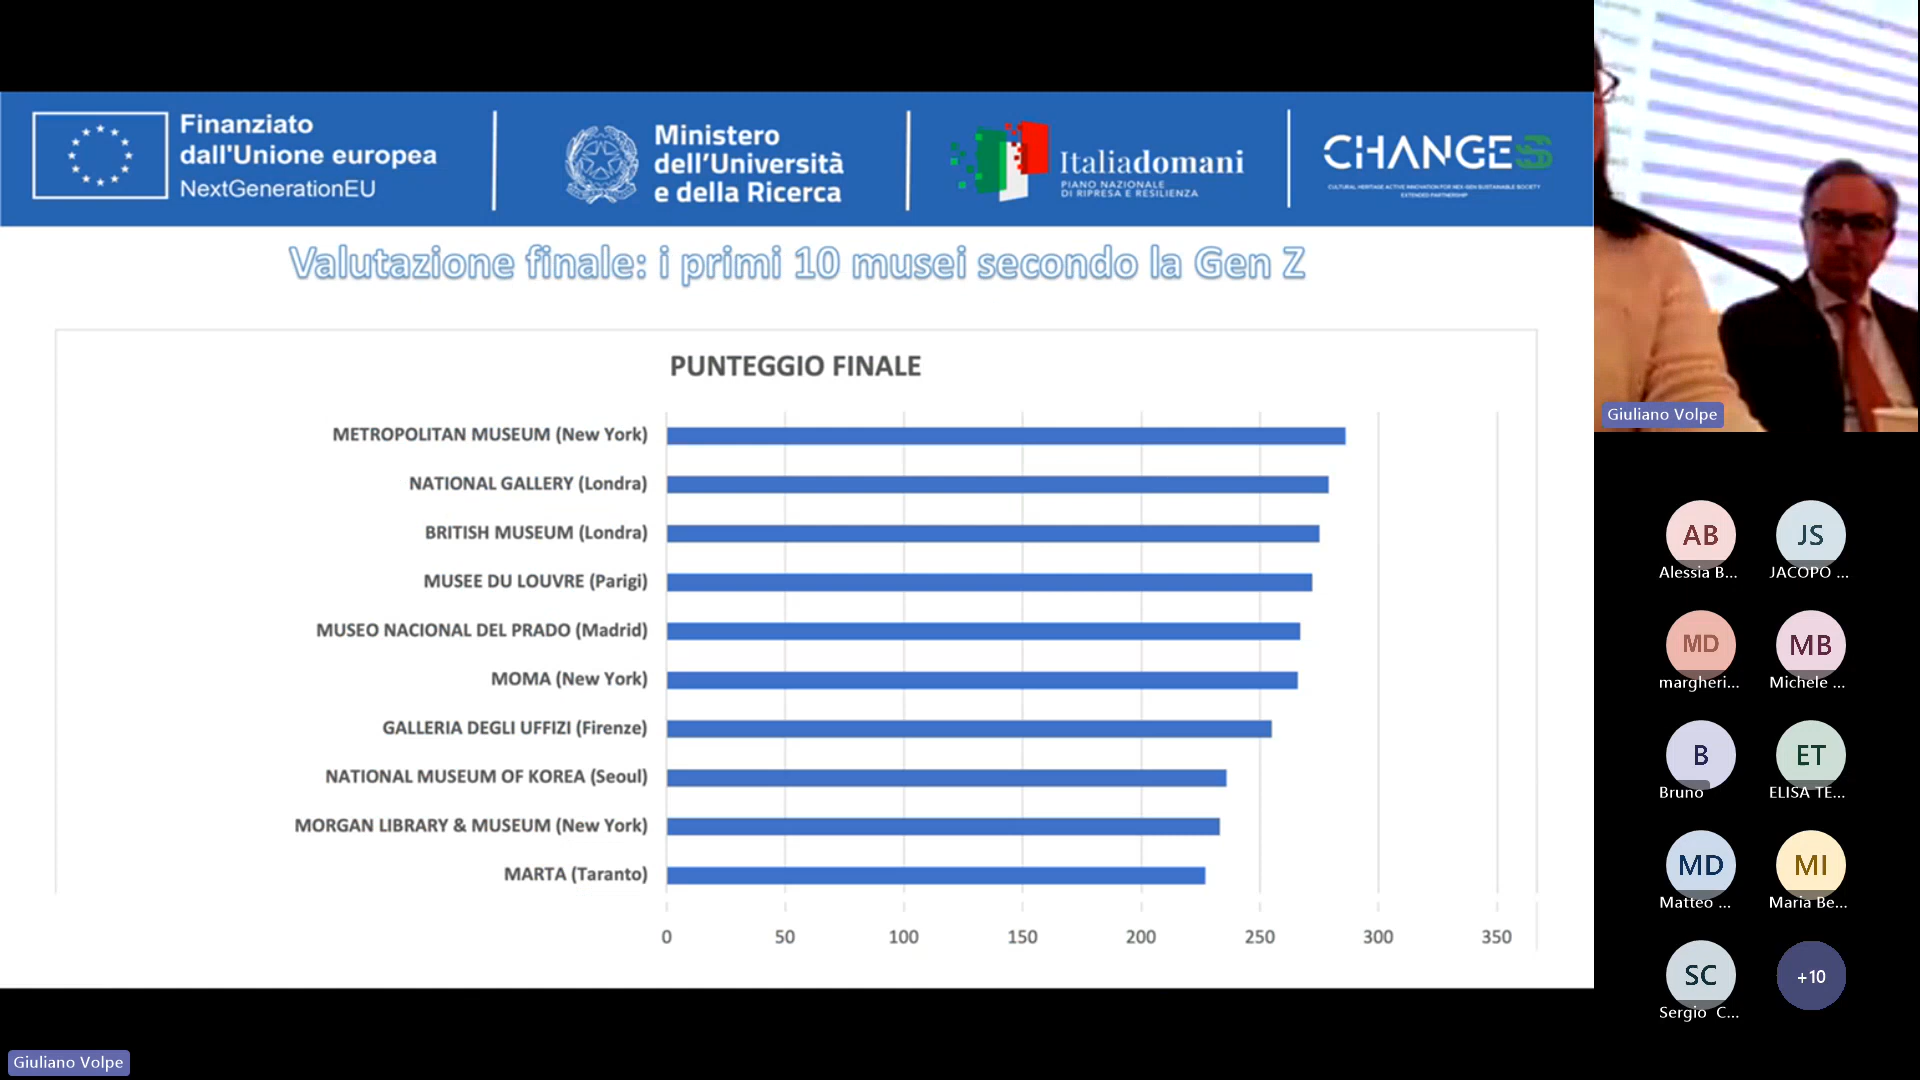 Finanziato
dall'Unione europea
NextGenerationEU
Ministero
dell'Università
e della Ricerca
Italiadomani
PIANO NAZIONALE
DI RIPRESA E RESILIENZA
CHANGES
CULTURAL HERITAGE ACTIVE INNOVATION FOR NEX-GEN SUSTAINABLE SOCIETY
EXTENDED PARTNERSHIP
Valutazione finale: i primi 10 musei secondo la Gen Z
PUNTEGGIO FINALE
METROPOLITAN MUSEUM (New York)
NATIONAL GALLERY (Londra)
BRITISH MUSEUM (Londra)
MUSEE DU LOUVRE (Parigi)
MUSEO NACIONAL DEL PRADO (Madrid)
MOMA (New York)
GALLERIA DEGLI UFFIZI (Firenze)
NATIONAL MUSEUM OF KOREA (Seoul)
MORGAN LIBRARY & MUSEUM (New York)
MARTA (Taranto)
0 50 100 150 200 250 300 350
Giuliano Volpe
AB JS
Alessia B... JACOPO ...
MD MB
margheri... Michele ...
B ET
Bruno ELISA TE...
MD MI
Matteo ... Maria Be...
SC +10
Sergio C...
Giuliano Volpe